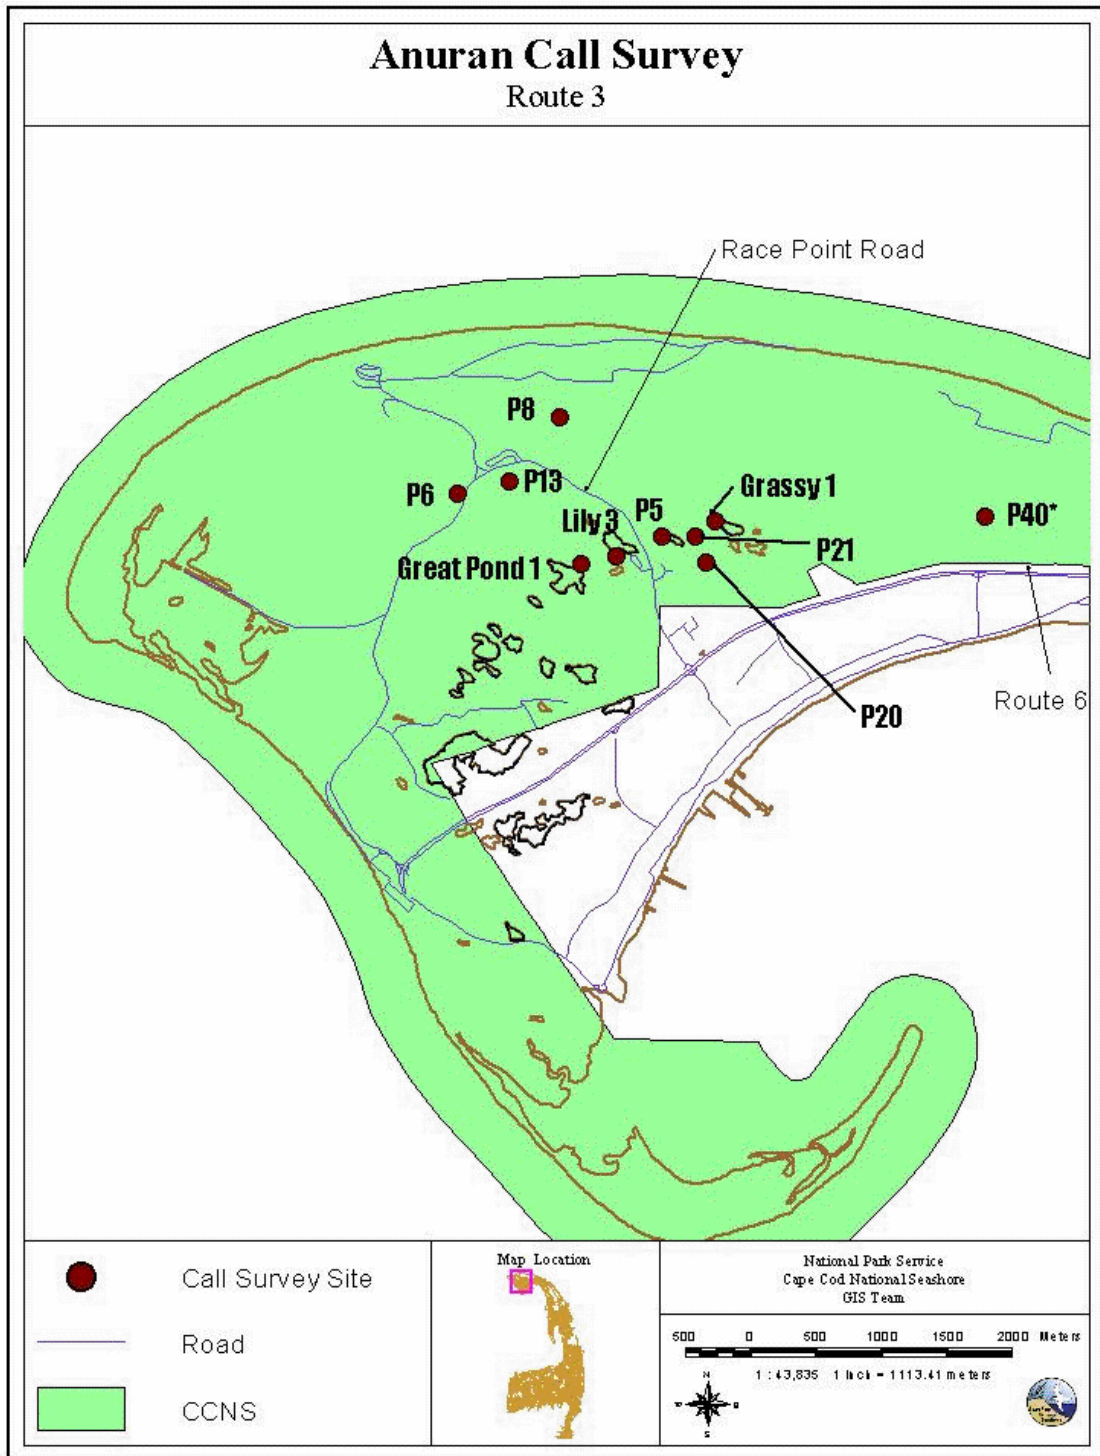 Anuran Call Survey
Route 3
Race Point Road
P8
P6
P13
Grassy 1
P5
Lily 3
P40*
P21
Great Pond 1
Route 6
P20
Call Survey Site
Road
CCNS
Map Location
National Park Service
Cape Cod National Seashore
GIS Team
500 0 500 1000 1500 2000 Meters
1 : 43,835 1 Inch = 1113.41 meters
N
S